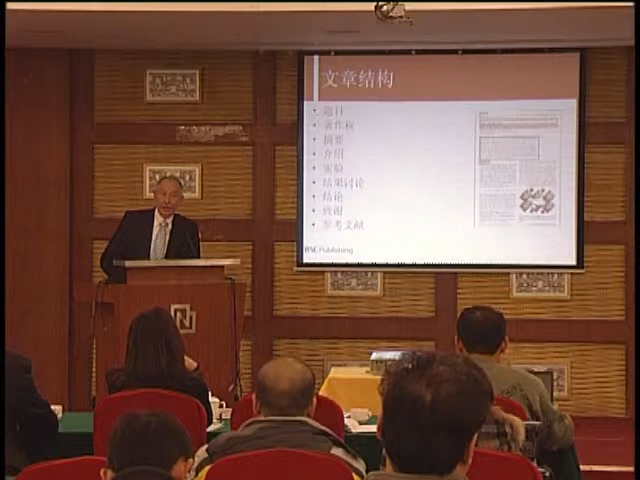 文章结构
• 题目
• 著作权
• 摘要
• 介绍
• 实验
• 结果讨论
• 结论
• 致谢
• 参考文献
RSC Publishing
N